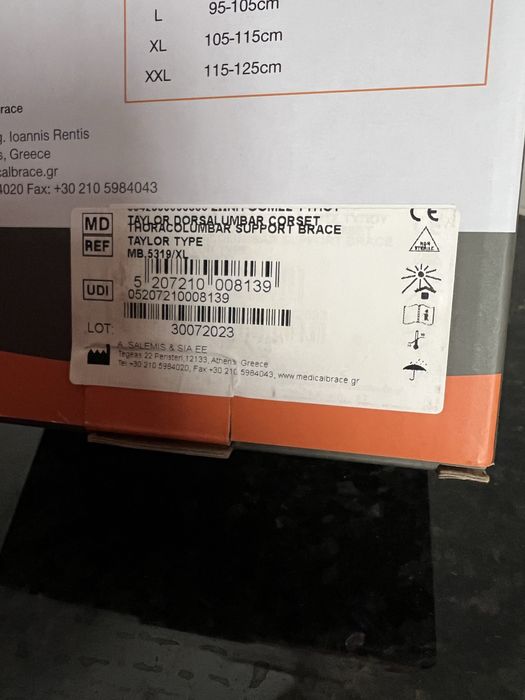 L 95-105cm
XL 105-115cm
XXL 115-125cm
race
g. Ioannis Rentis
s, Greece
calbrace.gr
4020 Fax: +30 210 5984043
MD
REF
TAYLOR DORSALUMBAR CORSET
THORACOLUMBAR SUPPORT BRACE
TAYLOR TYPE
MB.5319/XL
CE
NON
STERILE
5 207210 008139
UDI
05207210008139
LOT: 30072023
A. SALEMIS & SIA EE
Tegeas 22 Peristeri, 12133, Athens Greece
Tel +30 210 5984020, Fax +30 210 5984043, www.medicalbrace.gr